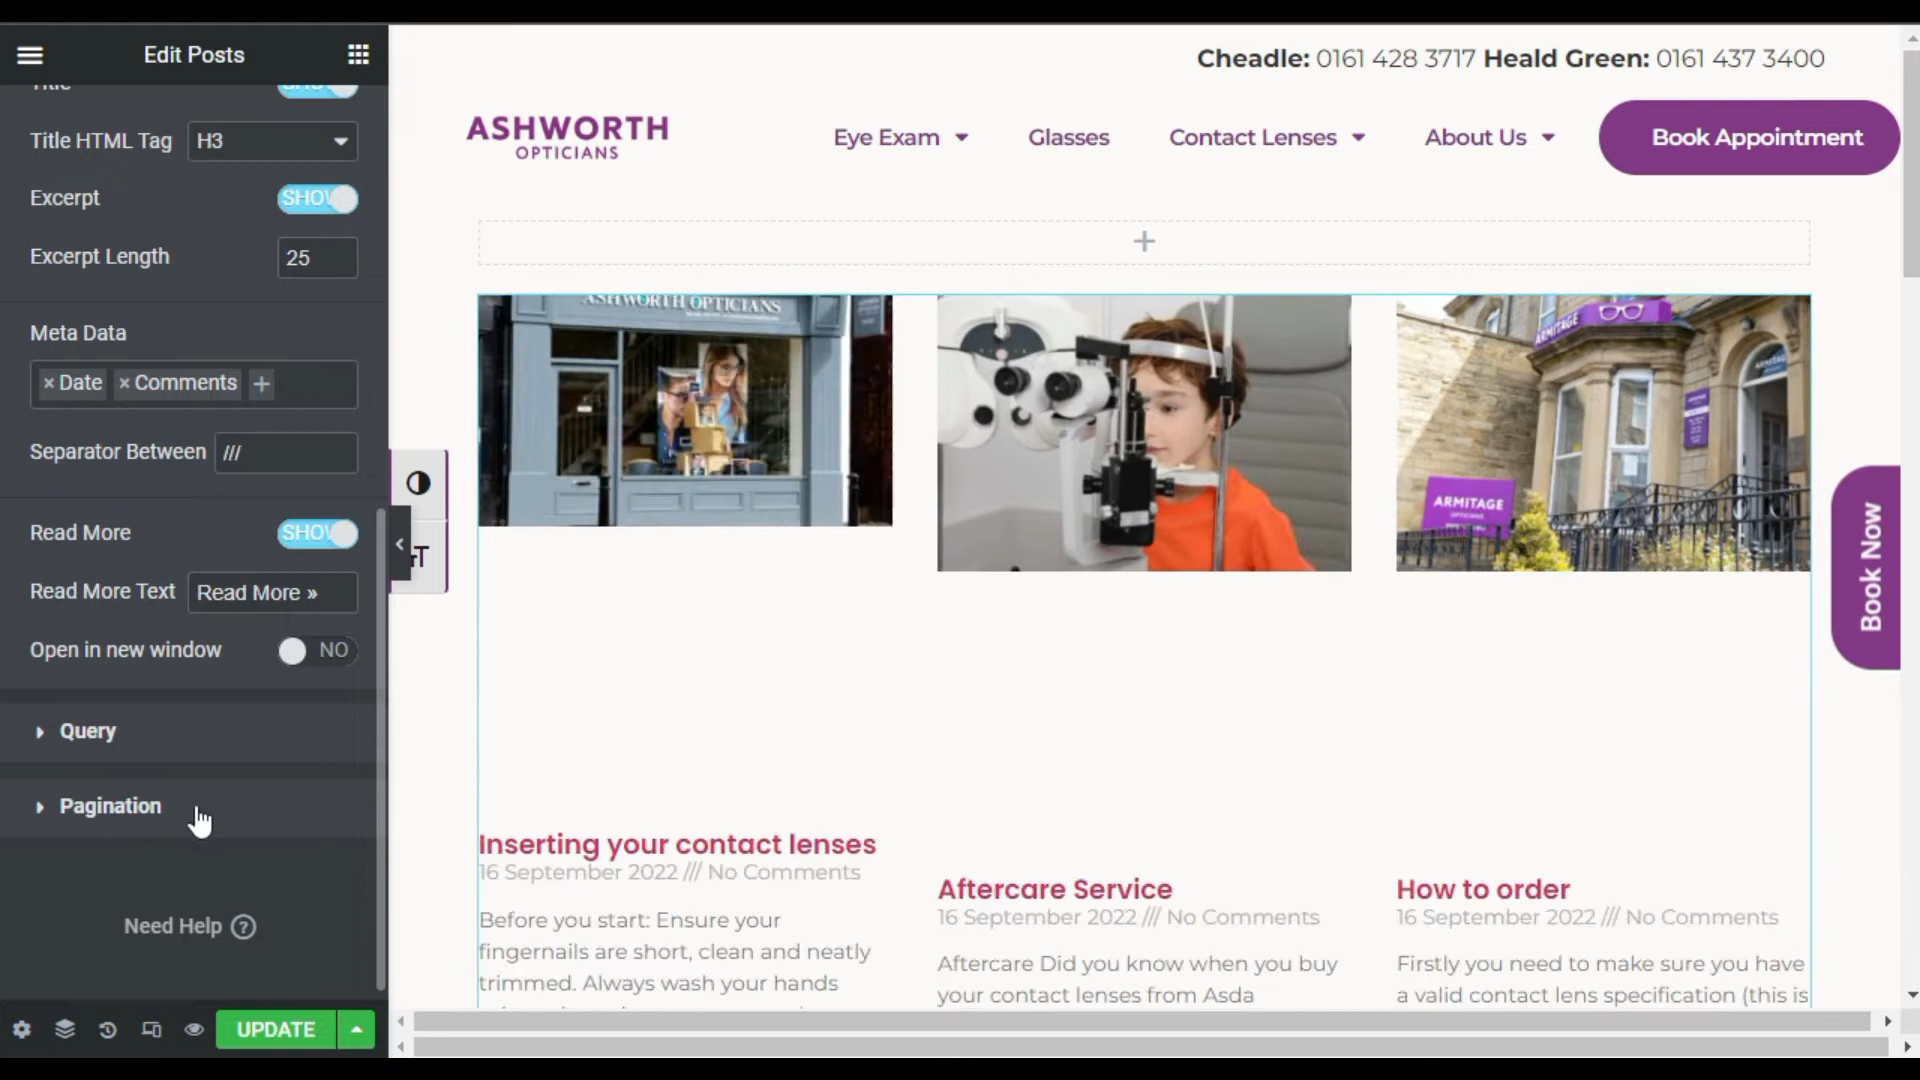 Edit Posts
Title HTML Tag H3
Excerpt SHOW
Excerpt Length 25
Meta Data
× Date × Comments +
Separator Between ///
Read More SHOW
Read More Text Read More »
Open in new window NO
Query
Pagination
Need Help ?
UPDATE
Cheadle: 0161 428 3717 Heald Green: 0161 437 3400
ASHWORTH
OPTICIANS
Eye Exam
Glasses
Contact Lenses
About Us
Book Appointment
+
ASHWORTH OPTICIANS
ARMITAGE
ARMITAGE
OPTICIANS
Book Now
Inserting your contact lenses
16 September 2022 /// No Comments
Before you start: Ensure your
fingernails are short, clean and neatly
trimmed. Always wash your hands
Aftercare Service
16 September 2022 /// No Comments
Aftercare Did you know when you buy
your contact lenses from Asda
How to order
16 September 2022 /// No Comments
Firstly you need to make sure you have
a valid contact lens specification (this is